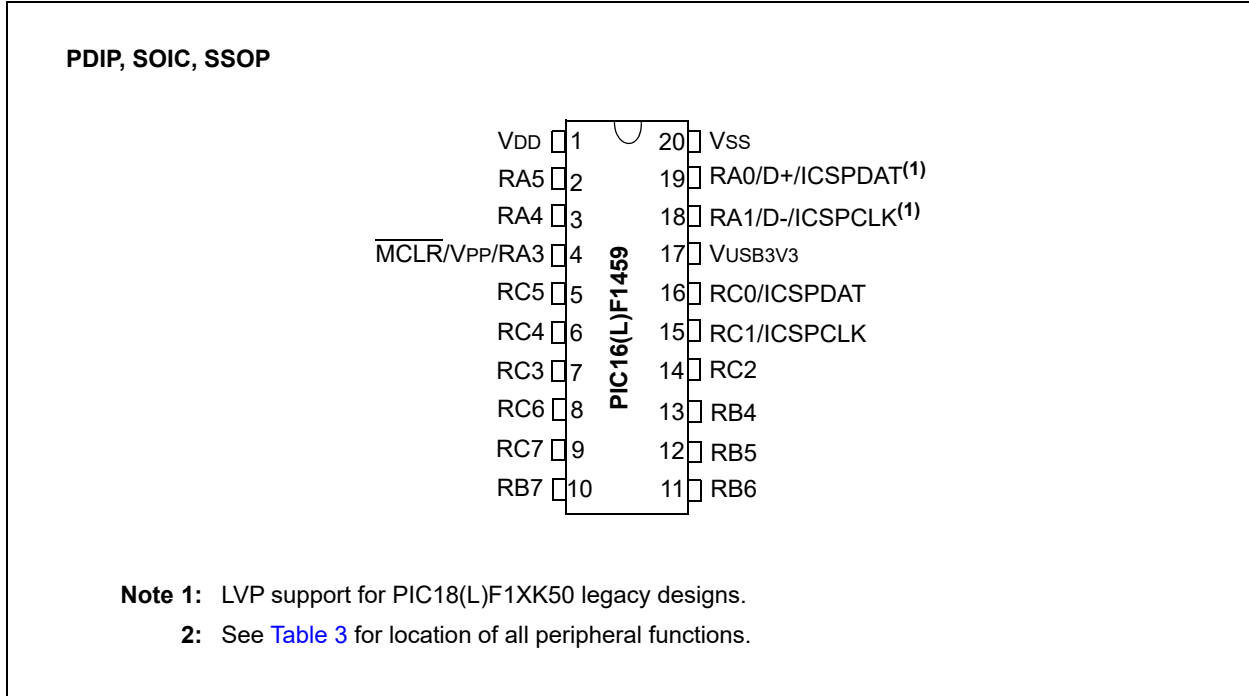 PDIP, SOIC, SSOP
VDD 1 20 VSS
RA5 2 19 RA0/D+/ICSPDAT(1)
RA4 3 18 RA1/D-/ICSPCLK(1)
MCLR/VPP/RA3 4 17 VUSB3V3
RC5 5 16 RC0/ICSPDAT
RC4 6 15 RC1/ICSPCLK
RC3 7 14 RC2
RC6 8 13 RB4
RC7 9 12 RB5
RB7 10 11 RB6
PIC16(L)F1459
Note 1: LVP support for PIC18(L)F1XK50 legacy designs.
2: See Table 3 for location of all peripheral functions.